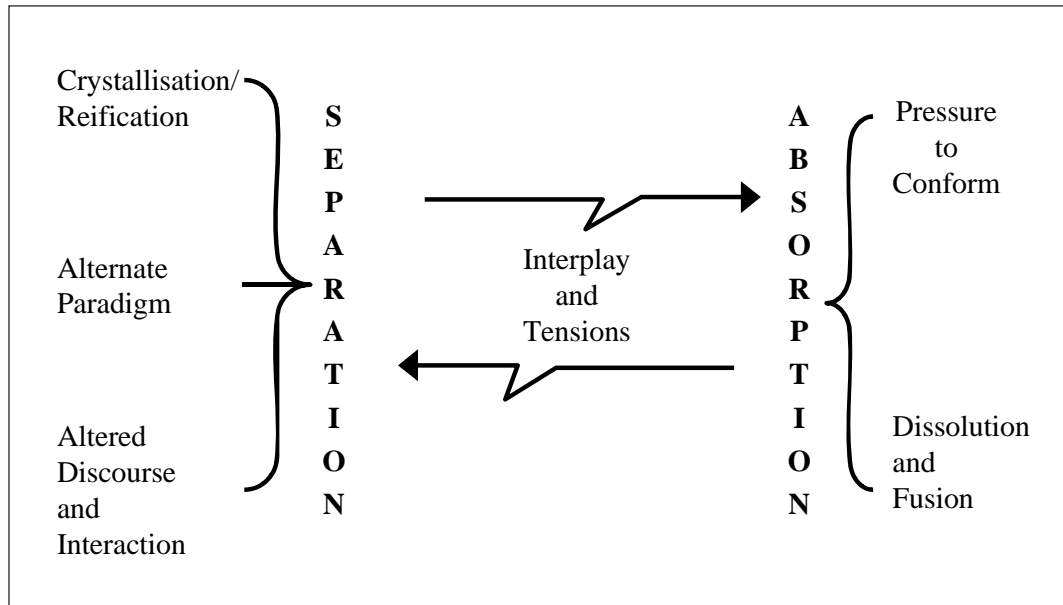 Crystallisation/
Reification
Alternate
Paradigm
Altered
Discourse
and
Interaction
S
E
P
A
R
A
T
I
O
N
Interplay
and
Tensions
A
B
S
O
R
P
T
I
O
N
Pressure
to
Conform
Dissolution
and
Fusion